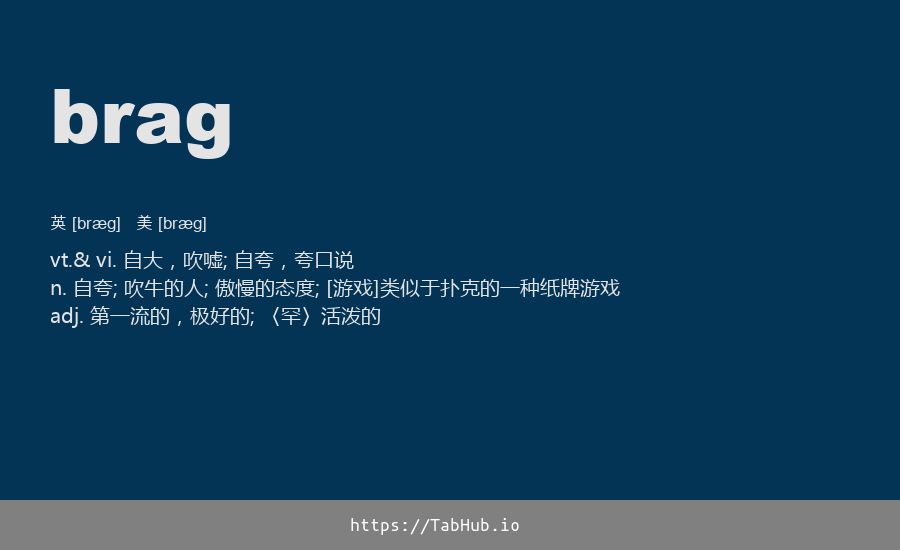 brag
英 [bræg]   美 [bræg]
vt.& vi. 自大，吹嘘; 自夸，夸口说
n. 自夸; 吹牛的人; 傲慢的态度; [游戏]类似于扑克的一种纸牌游戏
adj. 第一流的，极好的; 〈罕〉活泼的
https://TabHub.io